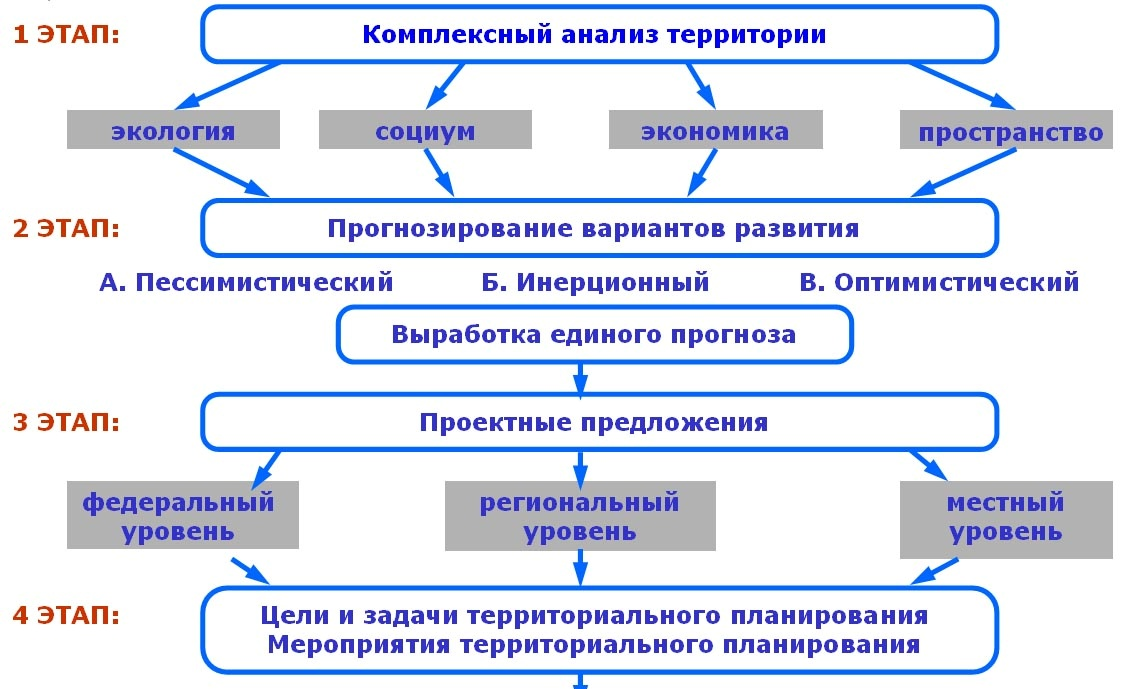 1 ЭТАП:
Комплексный анализ территории
экология
социум
экономика
пространство
2 ЭТАП:
Прогнозирование вариантов развития
А. Пессимистический
Б. Инерционный
В. Оптимистический
Выработка единого прогноза
3 ЭТАП:
Проектные предложения
федеральный
уровень
региональный
уровень
местный
уровень
4 ЭТАП:
Цели и задачи территориального планирования
Мероприятия территориального планирования